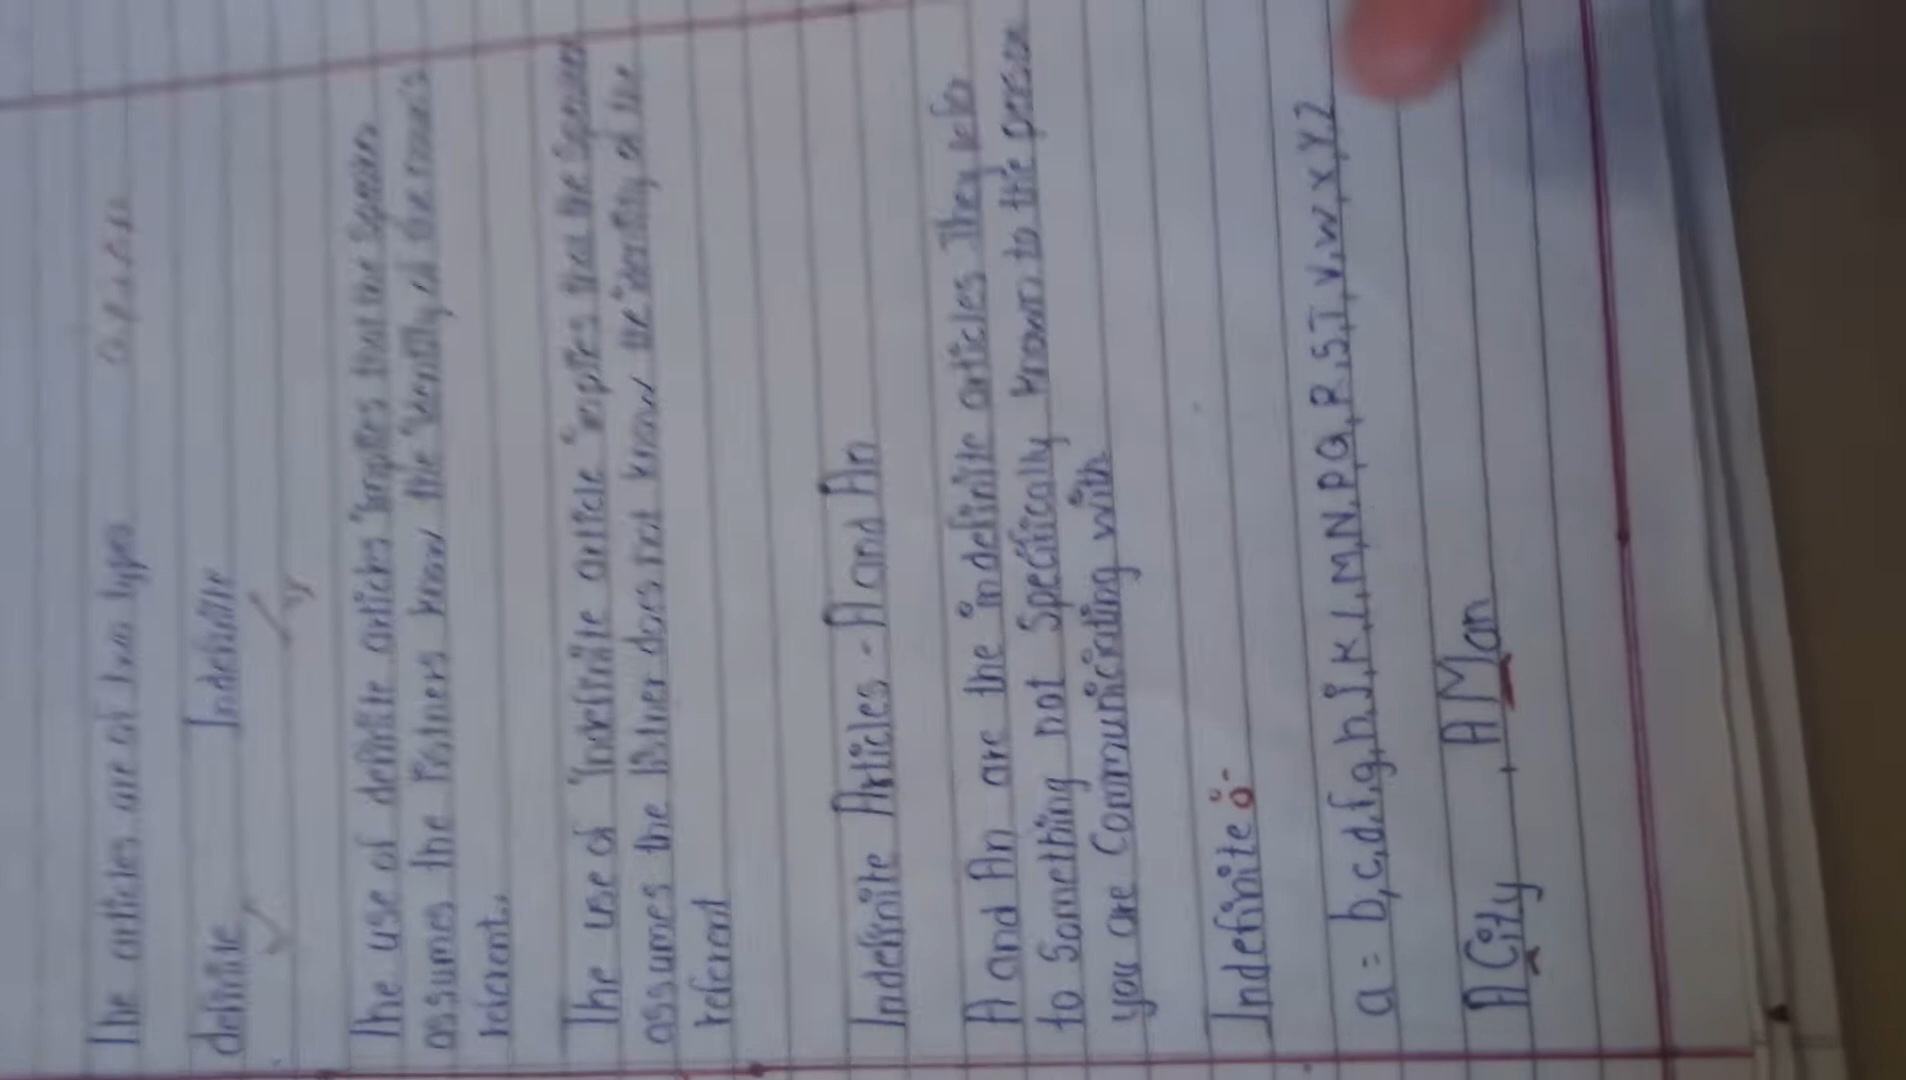 The articles are of two types
definite Indefinite
The use of definite articles implies that the speaker
assumes the listners know the identity of the noun's
referent.
The use of indefinite article implies that the speaker
assumes the listner does not know the identity of the
referent
Indefinite Articles - A and An
A and An are the indefinite articles They refer
to Something not Specifically known to the person
you are Communicating with
Indefinite :-
a = b,c,d,f,g,h,j,K,L,M,N,P,Q,R,S,T,V,W,X,Y,Z
A City , A Man